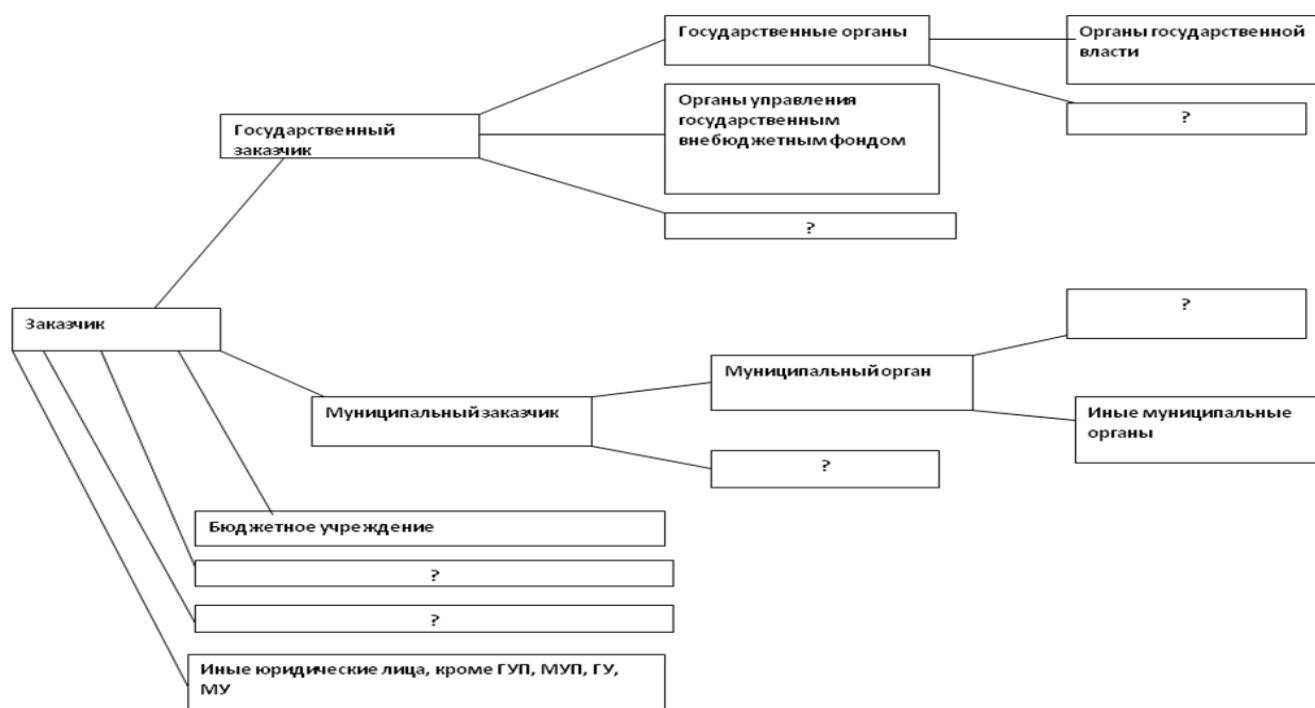 Государственные органы
Органы государственной
власти
Органы управления
государственным
внебюджетным фондом
?
Государственный
заказчик
?
?
Заказчик
Муниципальный орган
Муниципальный заказчик
Иные муниципальные
органы
?
Бюджетное учреждение
?
?
Иные юридические лица, кроме ГУП, МУП, ГУ,
МУ